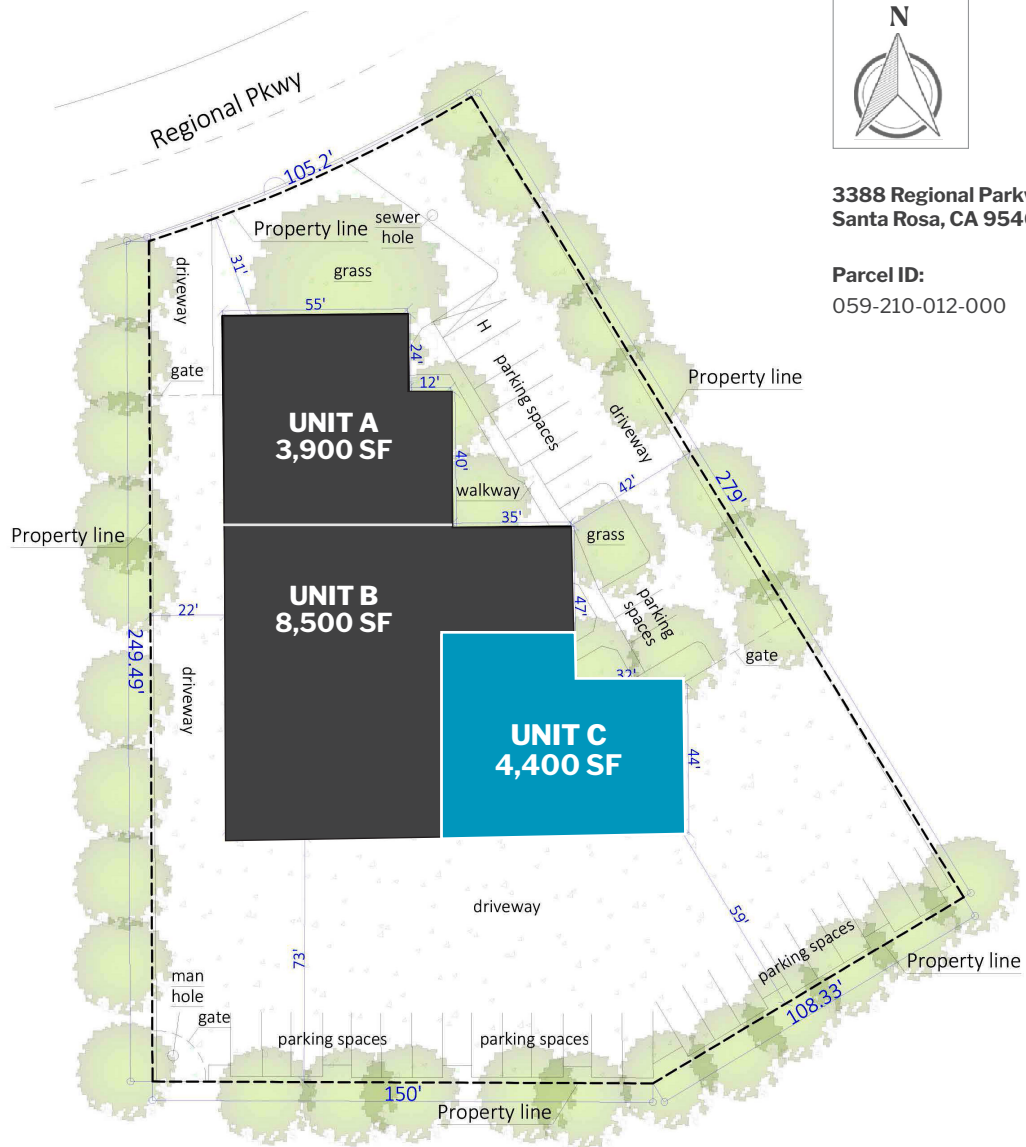 N
3388 Regional
Santa Rosa, CA
Parcel ID:
059-210-012-000
Regional Pkwy
105.2'
Property line
sewer
hole
grass
driveway
31'
55'
gate
24'
12'
H
parking spaces
Property line
UNIT A
3,900 SF
driveway
40'
walkway
42'
279'
35'
grass
Property line
UNIT B
8,500 SF
47'
parking
spaces
22'
249.49'
driveway
32'
gate
UNIT C
4,400 SF
44'
driveway
59'
73'
parking spaces
Property line
108.33'
man
hole
gate
parking spaces
parking spaces
150'
Property line